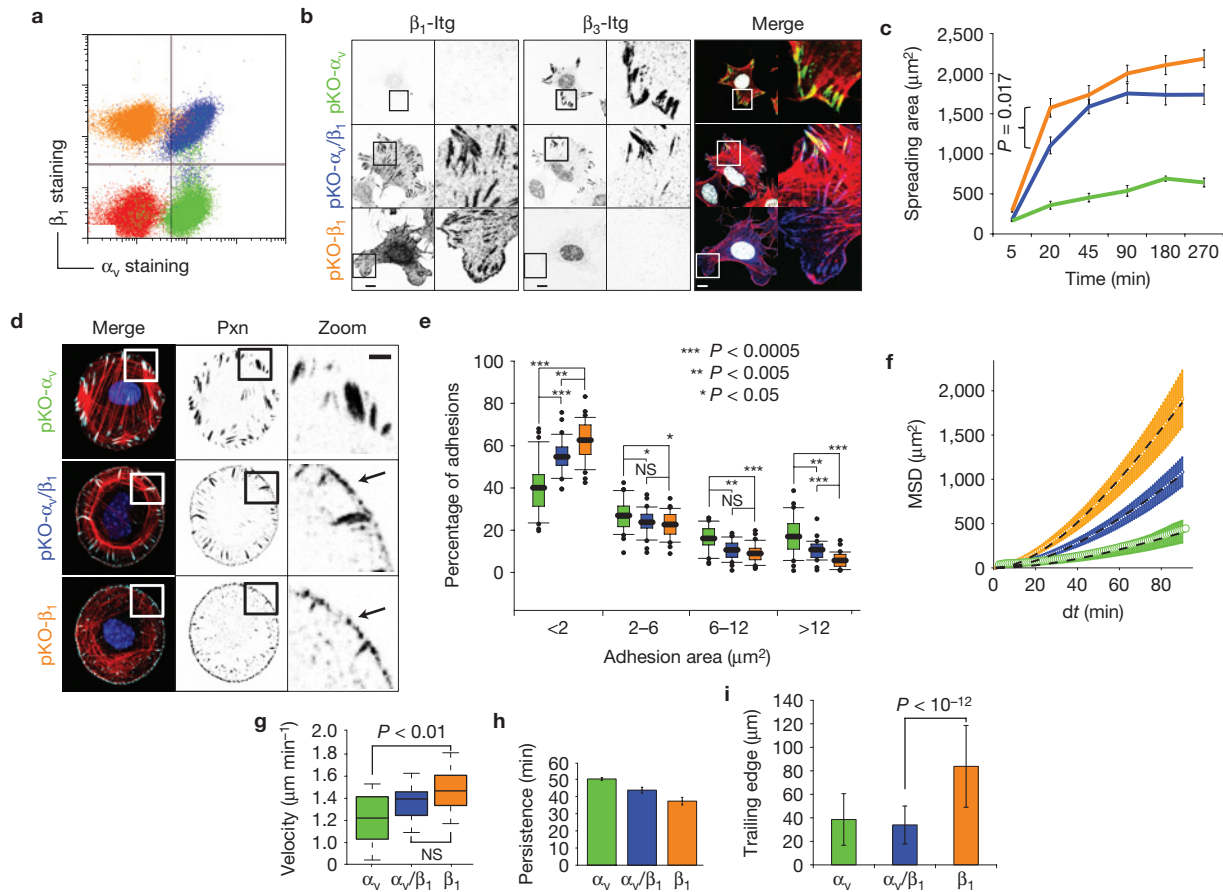 a
β1 staining
αv staining
b
β1-Itg
β3-Itg
Merge
pKO-αv
pKO-αv/β1
pKO-β1
c
Spreading area (μm²)
2,500
2,000
1,500
1,000
500
0
P = 0.017
5 20 45 90 180 270
Time (min)
d
Merge
Pxn
Zoom
pKO-αv
pKO-αv/β1
pKO-β1
e
Percentage of adhesions
100
80
60
40
20
0
*** P < 0.0005
** P < 0.005
* P < 0.05
***
**
***
*
*
NS
***
**
NS
***
**
***
<2 2–6 6–12 >12
Adhesion area (μm²)
f
MSD (μm²)
2,000
1,500
1,000
500
0
0 20 40 60 80 100
dt (min)
g
Velocity (μm min⁻¹)
2.0
1.8
1.6
1.4
1.2
1.0
0
P < 0.01
NS
αv αv/β1 β1
h
Persistence (min)
60
50
40
30
20
10
0
αv αv/β1 β1
i
Trailing edge (μm)
140
120
100
80
60
40
20
0
P < 10⁻¹²
αv αv/β1 β1